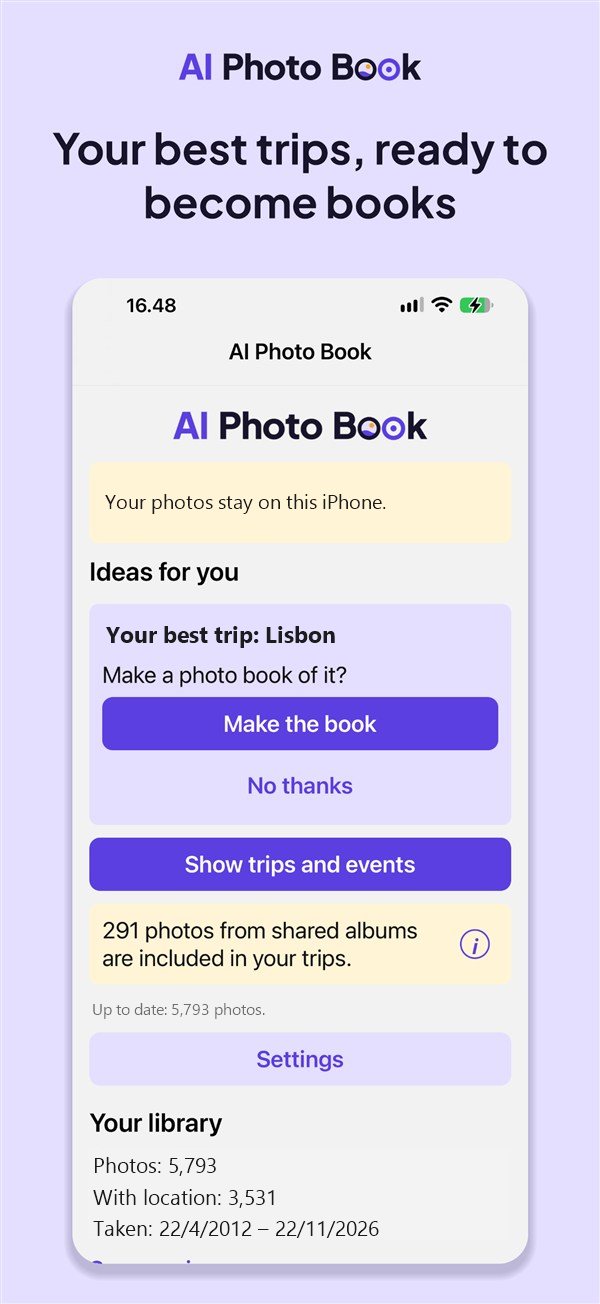 AI Photo Book
Your best trips, ready to
become books
16.48
AI Photo Book
AI Photo Book
Your photos stay on this iPhone.
Ideas for you
Your best trip: Lisbon
Make a photo book of it?
Make the book
No thanks
Show trips and events
291 photos from shared albums
are included in your trips.
i
Up to date: 5,793 photos.
Settings
Your library
Photos: 5,793
With location: 3,531
Taken: 22/4/2012 – 22/11/2026